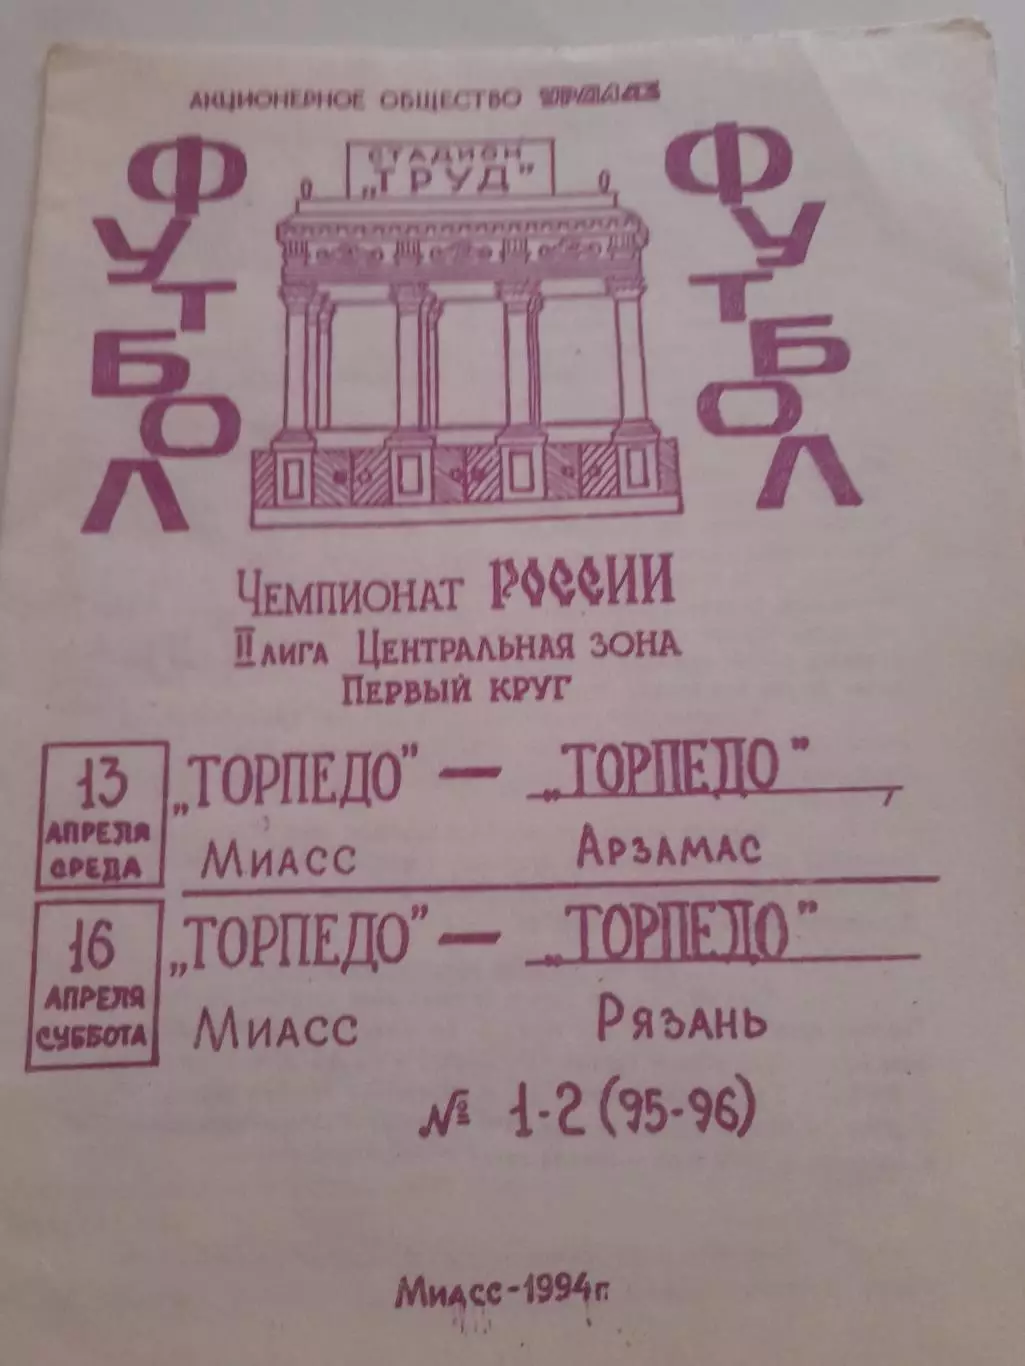 АКЦИОНЕРНОЕ ОБЩЕСТВО УРАЛАЗ
СТАДИОН
„ТРУД"
ФУТБОЛ
ФУТБОЛ
ЧЕМПИОНАТ РОССИИ
II ЛИГА ЦЕНТРАЛЬНАЯ ЗОНА
ПЕРВЫЙ КРУГ
13 АПРЕЛЯ СРЕДА
„ТОРПЕДО" — „ТОРПЕДО"
МИАСС АРЗАМАС
16 АПРЕЛЯ СУББОТА
„ТОРПЕДО" — „ТОРПЕДО"
МИАСС РЯЗАНЬ
№ 1-2 (95-96)
МИАСС-1994г.